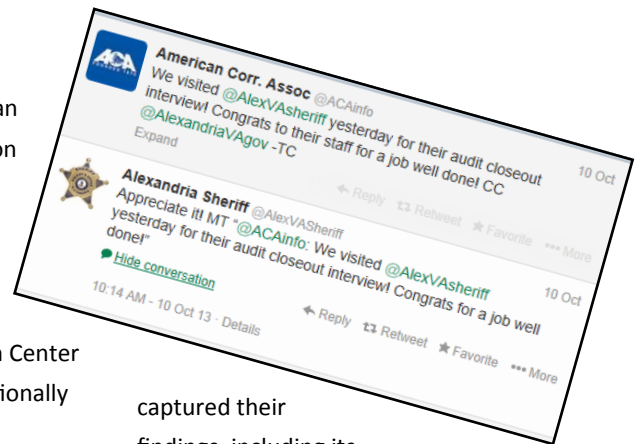 an
on
ACA
American Corr. Assoc @ACAinfo
10 Oct
We visited @AlexVAsheriff yesterday for their audit closeout
interview! Congrats to their staff for a job well done! CC
@AlexandriaVAgov -TC
Expand
Reply Retweet Favorite More
Alexandria Sheriff @AlexVASheriff
10 Oct
Appreciate it! MT "@ACAinfo: We visited @AlexVAsheriff
yesterday for their audit closeout interview! Congrats for a job well
done!"
Hide conversation
Reply Retweet Favorite More
10:14 AM - 10 Oct 13 · Details
Center
ionally
captured their
findings, including its